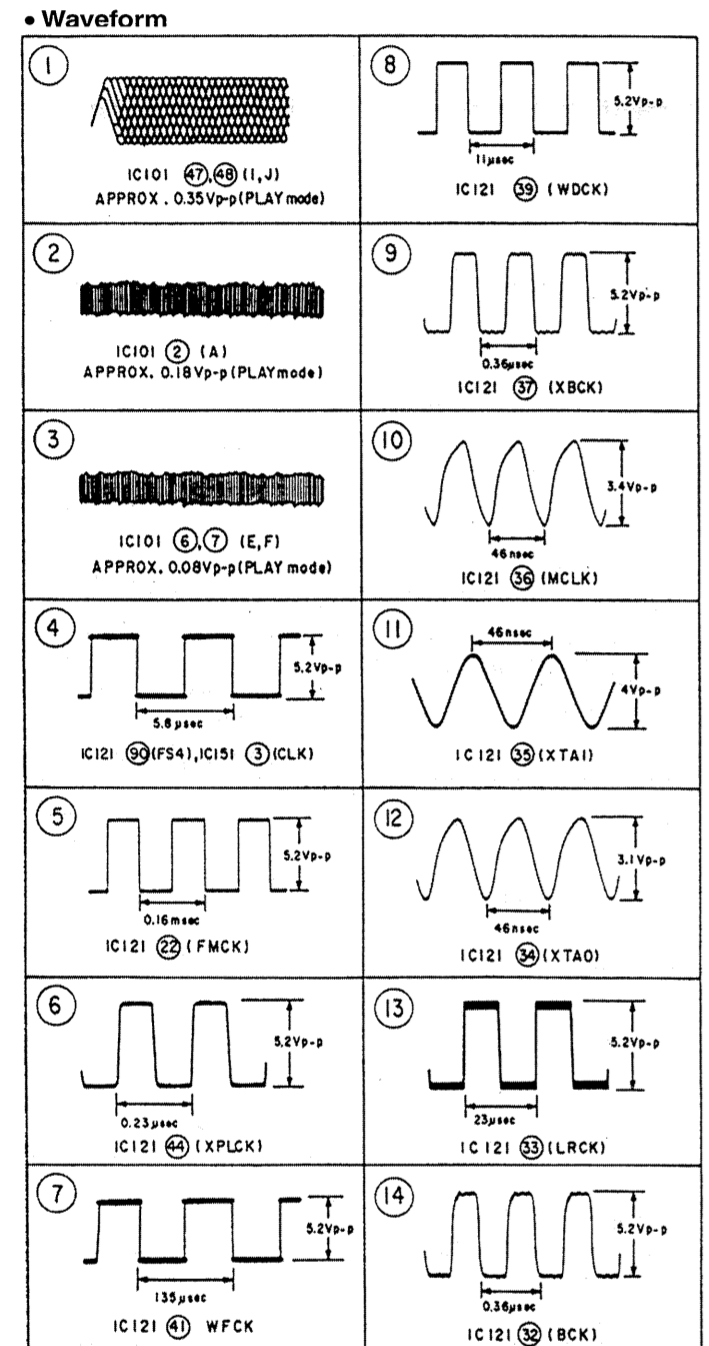 • Waveform
1
IC101 47,48 (I,J)
APPROX. 0.35Vp-p(PLAY mode)
2
IC101 2 (A)
APPROX. 0.18Vp-p(PLAY mode)
3
IC101 6,7 (E,F)
APPROX. 0.08Vp-p(PLAY mode)
4
5.2Vp-p
5.8 µsec
IC121 90(FS4),IC151 3(CLK)
5
5.2Vp-p
0.16msec
IC121 22 (FMCK)
6
5.2Vp-p
0.23µsec
IC121 44 (XPLCK)
7
5.2Vp-p
135µsec
IC121 41 WFCK
8
5.2Vp-p
11µsec
IC121 39 (WDCK)
9
5.2Vp-p
0.36µsec
IC121 37 (XBCK)
10
3.4Vp-p
46nsec
IC121 36 (MCLK)
11
46nsec
4Vp-p
IC121 35 (XTAI)
12
3.1Vp-p
46nsec
IC121 34 (XTAO)
13
5.2Vp-p
23µsec
IC121 33 (LRCK)
14
5.2Vp-p
0.36µsec
IC121 32 (BCK)